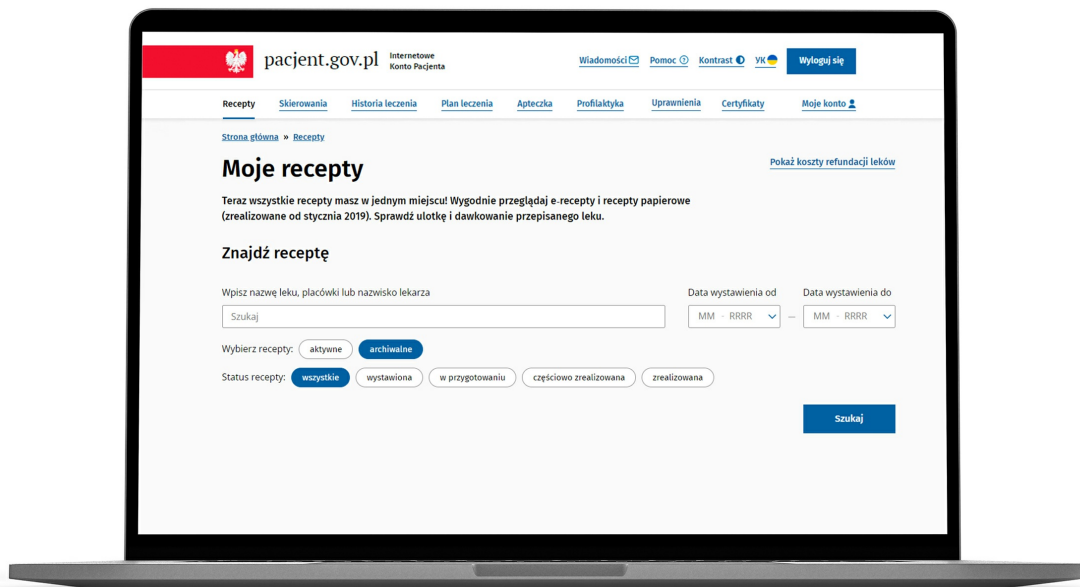 pacjent.gov.pl
Internetowe
Konto Pacjenta
Wiadomości Pomoc Kontrast УК Wyloguj się
Recepty Skierowania Historia leczenia Plan leczenia Apteczka Profilaktyka Uprawnienia Certyfikaty Moje konto
Strona główna » Recepty
Moje recepty
Pokaż koszty refundacji leków
Teraz wszystkie recepty masz w jednym miejscu! Wygodnie przeglądaj e-recepty i recepty papierowe
(zrealizowane od stycznia 2019). Sprawdź ulotkę i dawkowanie przepisanego leku.
Znajdź receptę
Wpisz nazwę leku, placówki lub nazwisko lekarza
Data wystawienia od
Data wystawienia do
Szukaj
MM - RRRR — MM - RRRR
Wybierz recepty: aktywne archiwalne
Status recepty: wszystkie wystawiona w przygotowaniu częściowo zrealizowana zrealizowana
Szukaj